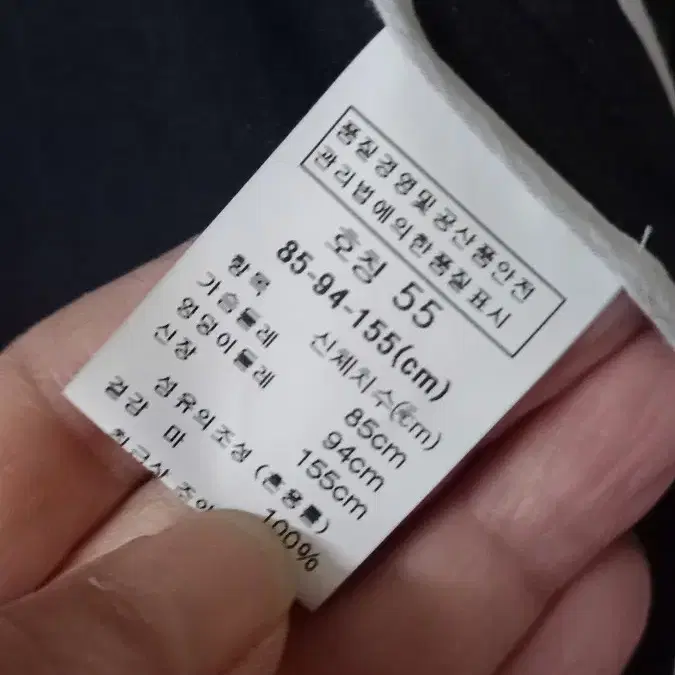 품질경영및공산품안전
관리법에의한품질표시
호칭 55
85-94-155(cm)
항목 신체치수(cm)
가슴둘레 85cm
엉덩이둘레 94cm
신장 155cm
섬유의조성 (혼용률)
겉감 마 100%